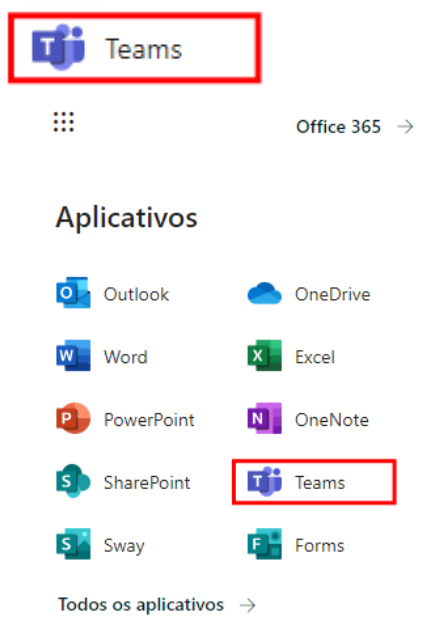 Teams
Office 365 →
Aplicativos
Outlook OneDrive
Word Excel
PowerPoint OneNote
SharePoint Teams
Sway Forms
Todos os aplicativos →